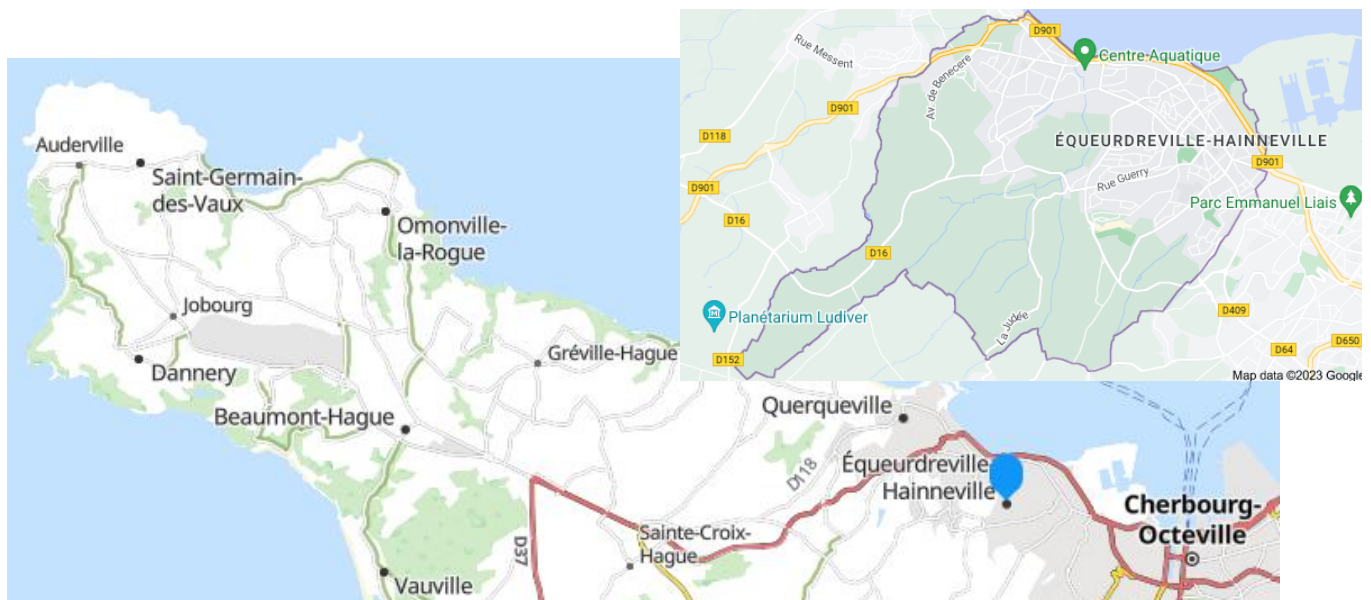 D901
Rue Messent
Centre Aquatique
Av. de Benecere
D901
D118
ÉQUEURDREVILLE-HAINNEVILLE
D901
Rue Guerry
D901
Parc Emmanuel Liais
D16
D16
Planétarium Ludiver
La Judée
D409
D152
D64
D650
Map data ©2023 Google
Auderville
Saint-Germain-
des-Vaux
Omonville-
la-Rogue
Jobourg
Dannery
Gréville-Hague
Beaumont-Hague
Querqueville
D118
Équeurdreville
Hainneville
Cherbourg-
Octeville
D37
Sainte-Croix-
Hague
Vauville